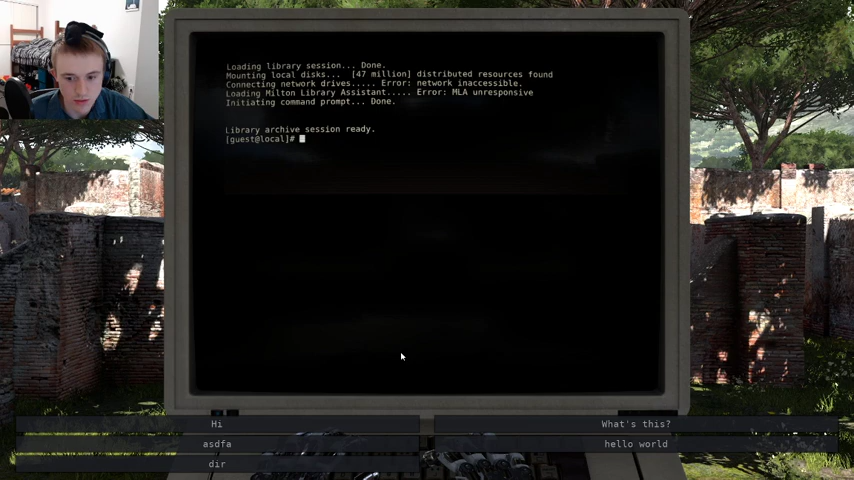 Loading library session... Done.
Mounting local disks... [47 million] distributed resources found
Connecting network drives..... Error: network inaccessible.
Loading Milton Library Assistant..... Error: MLA unresponsive
Initiating command prompt... Done.
Library archive session ready.
[guest@local]#
Hi
What's this?
asdfa
hello world
dir